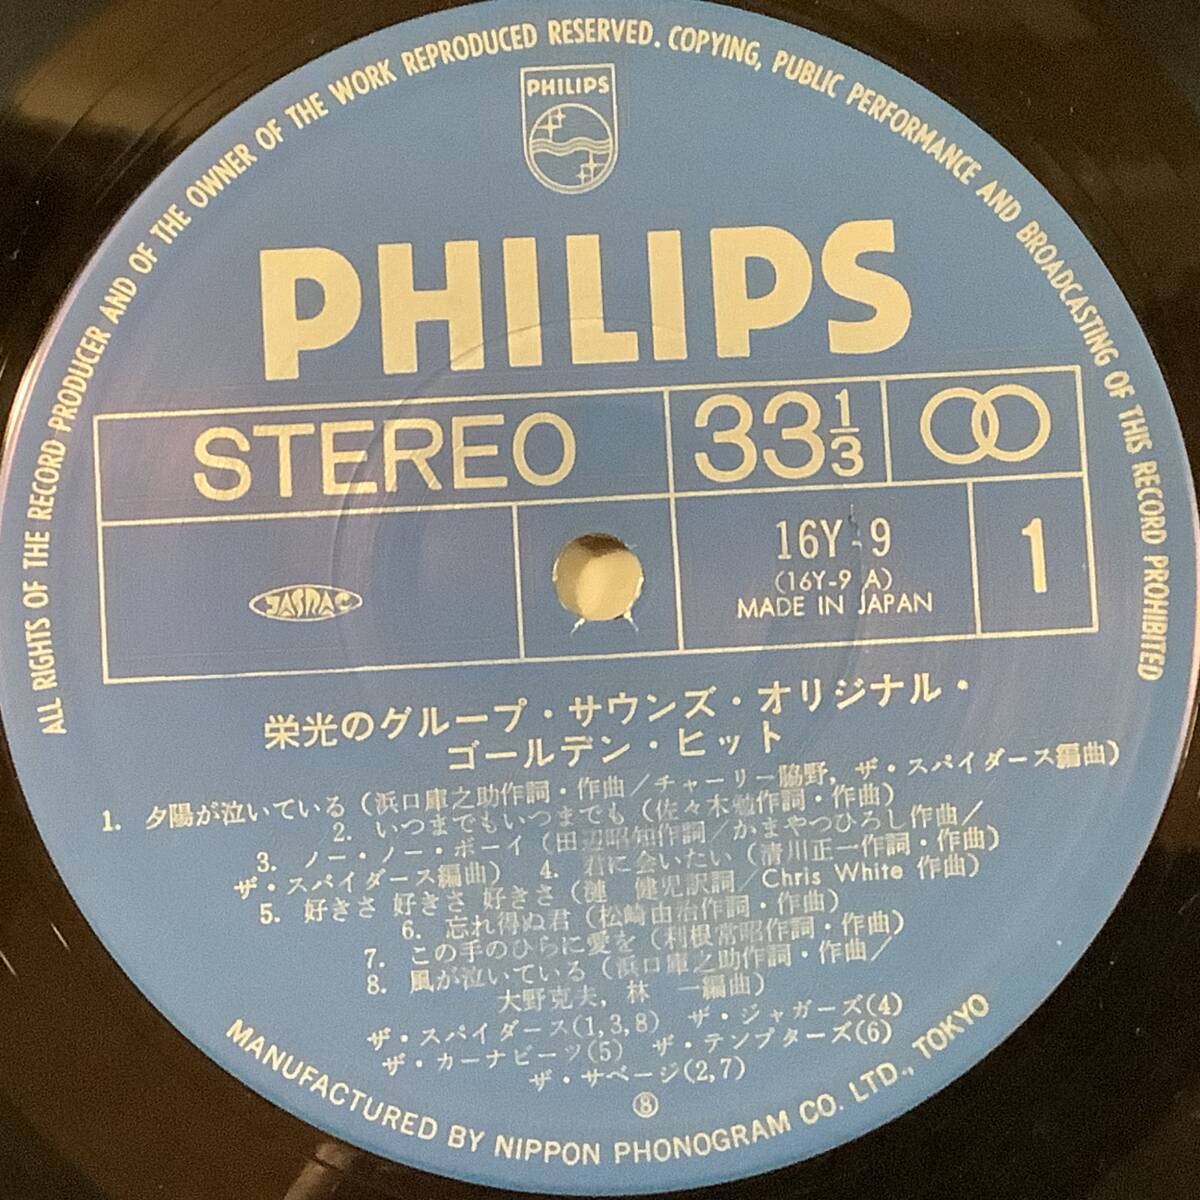 ALL RIGHTS OF THE RECORD PRODUCER AND OF THE OWNER OF THE WORK REPRODUCED RESERVED. COPYING, PUBLIC PERFORMANCE AND BROADCASTING OF THIS RECORD PROHIBITED
PHILIPS
PHILIPS
STEREO
33 1/3
16Y-9
(16Y-9 A)
MADE IN JAPAN
1
JASRAC
栄光のグループ・サウンズ・オリジナル・
ゴールデン・ヒット
1. 夕陽が泣いている (浜口庫之助作詞・作曲/チャーリー脇野, ザ・スパイダース編曲)
2. いつまでもいつまでも (佐々木勉作詞・作曲)
3. ノー・ノー・ボーイ (田辺昭知作詞/かまやつひろし作曲/
ザ・スパイダース編曲) 4. 君に会いたい (清川正一作詞・作曲)
5. 好きさ 好きさ 好きさ (漣 健児訳詞/Chris White 作曲)
6. 忘れ得ぬ君 (松崎由治作詞・作曲)
7. この手のひらに愛を (利根常昭作詞・作曲)
8. 風が泣いている (浜口庫之助作詞・作曲/
大野克夫, 林 一編曲)
ザ・スパイダース(1,3,8) ザ・ジャガーズ(4)
ザ・カーナビーツ(5) ザ・テンプターズ(6)
ザ・サベージ(2,7)
⑧
MANUFACTURED BY NIPPON PHONOGRAM CO. LTD., TOKYO